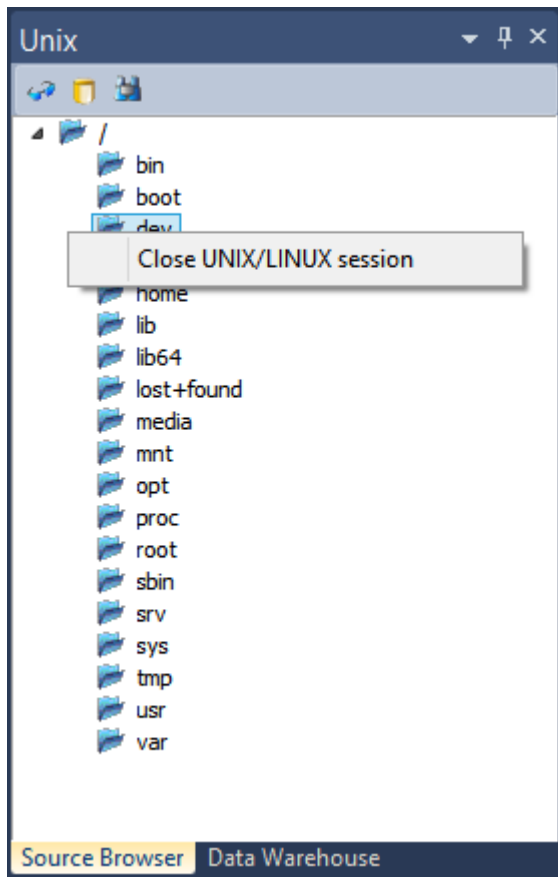 Unix
/
bin
boot
dev
Close UNIX/LINUX session
home
lib
lib64
lost+found
media
mnt
opt
proc
root
sbin
srv
sys
tmp
usr
var
Source Browser Data Warehouse